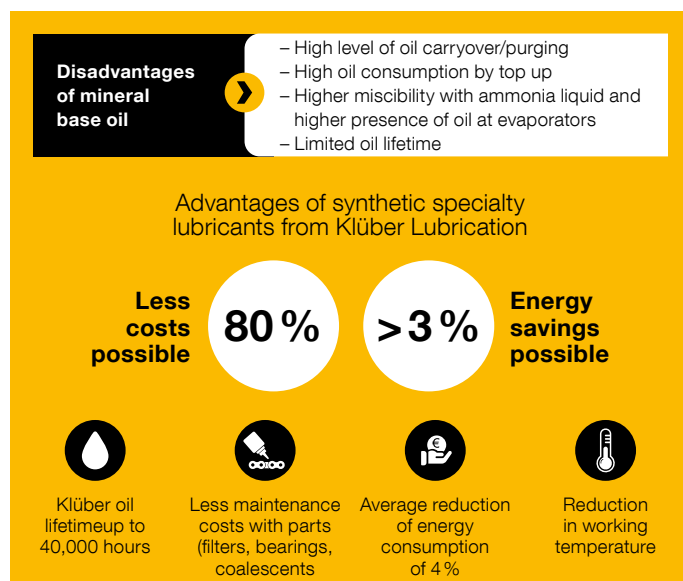 Disadvantages
of mineral
base oil
– High level of oil carryover/purging
– High oil consumption by top up
– Higher miscibility with ammonia liquid and
higher presence of oil at evaporators
– Limited oil lifetime
Advantages of synthetic specialty
lubricants from Klüber Lubrication
Less
costs
possible
80 %
> 3 %
Energy
savings
possible
Klüber oil
lifetimeup to
40,000 hours
Less maintenance
costs with parts
(filters, bearings,
coalescents
€
Average reduction
of energy
consumption
of 4 %
Reduction
in working
temperature